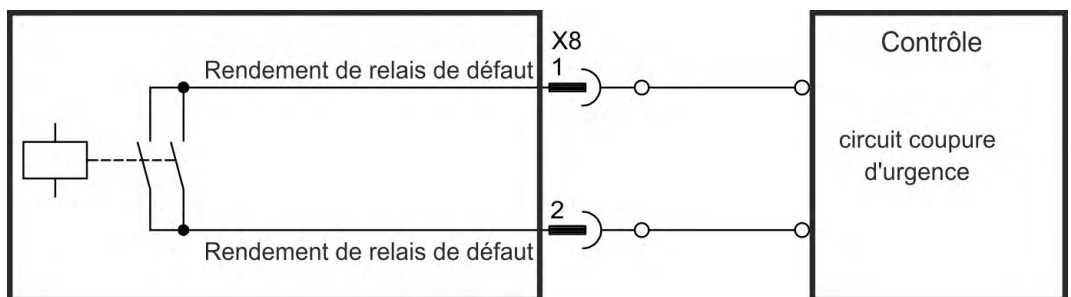 X8
Contrôle
Rendement de relais de défaut
1
circuit coupure
d'urgence
2
Rendement de relais de défaut